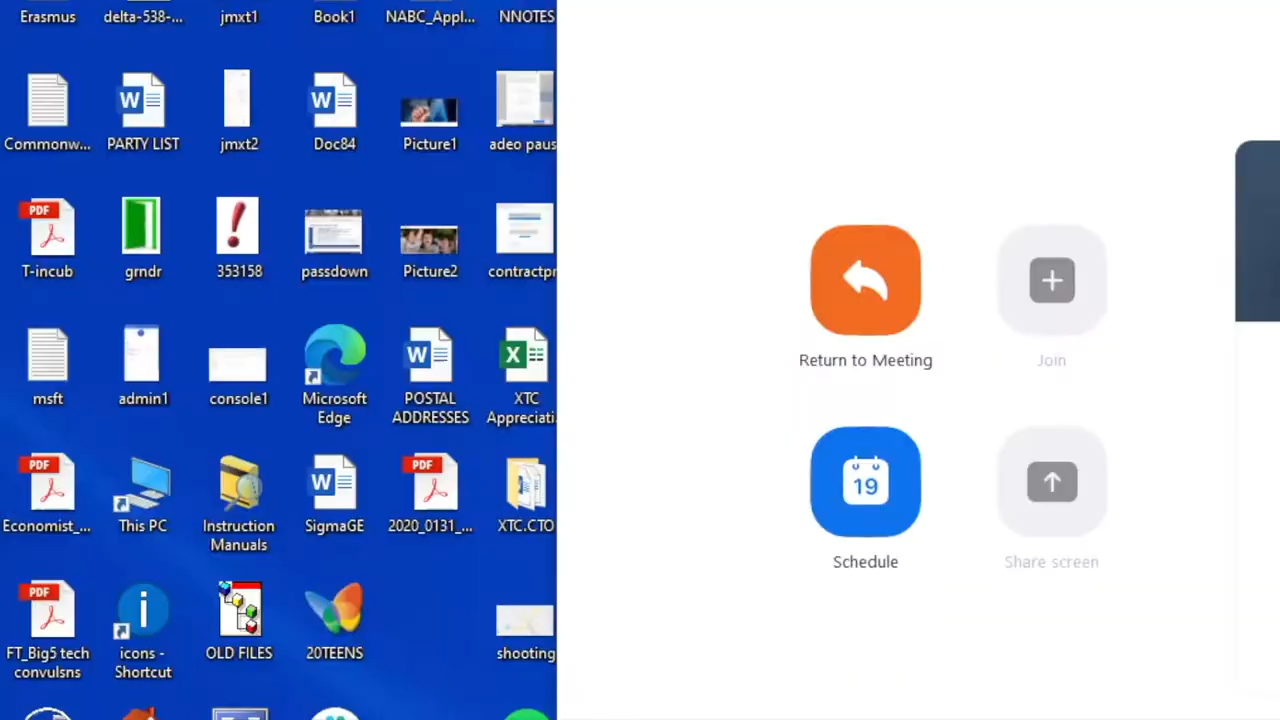 Erasmus
delta-538-...
jmxt1
Book1
NABC_Appl...
NNOTES
Commonw...
PARTY LIST
jmxt2
Doc84
Picture1
adeo paus
PDF
T-incub
grndr
353158
passdown
Picture2
contractpr
msft
admin1
console1
Microsoft
Edge
POSTAL
ADDRESSES
XTC
Appreciati
PDF
Economist_...
This PC
Instruction
Manuals
SigmaGE
PDF
2020_0131_...
XTC.CTO
PDF
FT_Big5 tech
convulsns
icons -
Shortcut
OLD FILES
20TEENS
shooting
Return to Meeting
Join
19
Schedule
Share screen